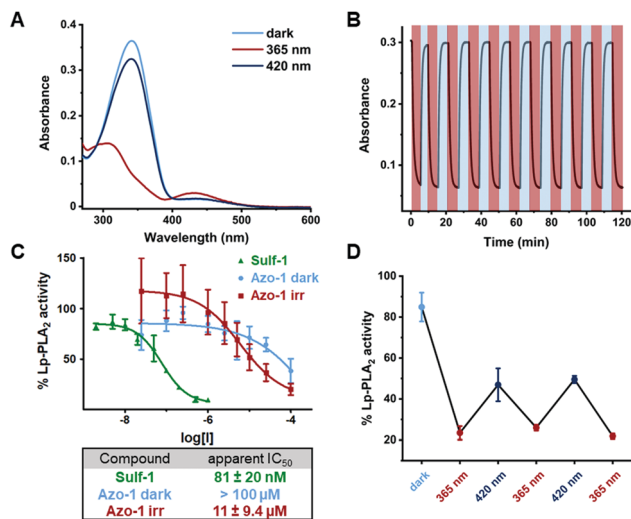 A
dark
365 nm
420 nm
Absorbance
0.4
0.3
0.2
0.1
0
300
400
500
600
Wavelength (nm)
B
Absorbance
0.3
0.2
0.1
0
20
40
60
80
100
120
Time (min)
C
Sulf-1
Azo-1 dark
Azo-1 irr
% Lp-PLA2 activity
150
100
50
-8
-6
-4
-2
log[I]
Compound apparent IC50
Sulf-1 81 ± 20 nM
Azo-1 dark > 100 µM
Azo-1 irr 11 ± 9.4 µM
D
% Lp-PLA2 activity
100
80
60
40
20
dark
365 nm
420 nm
365 nm
420 nm
365 nm